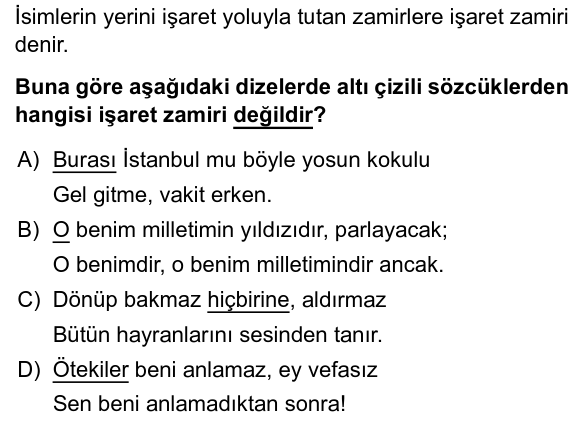 İsimlerin yerini işaret yoluyla tutan zamirlere işaret zamiri
denir.
Buna göre aşağıdaki dizelerde altı çizili sözcüklerden
hangisi işaret zamiri değildir?
A) Burası İstanbul mu böyle yosun kokulu
Gel gitme, vakit erken.
B) O benim milletimin yıldızıdır, parlayacak;
O benimdir, o benim milletimindir ancak.
C) Dönüp bakmaz hiçbirine, aldırmaz
Bütün hayranlarını sesinden tanır.
D) Ötekiler beni anlamaz, ey vefasız
Sen beni anlamadıktan sonra!